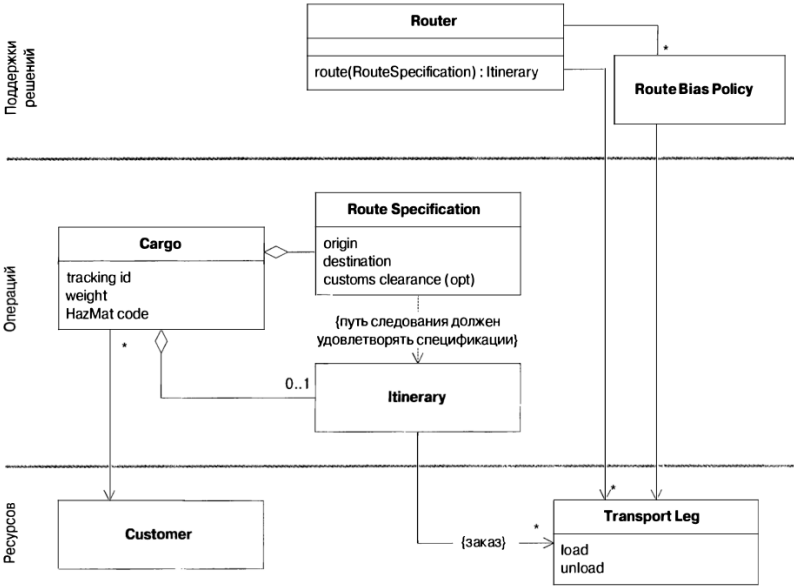 Поддержки
решений
Router
route(RouteSpecification) : Itinerary
*
Route Bias Policy
Операций
Cargo
tracking id
weight
HazMat code
Route Specification
origin
destination
customs clearance (opt)
{путь следования должен
удовлетворять спецификации}
*
0..1
Itinerary
Ресурсов
Customer
*
Transport Leg
load
unload
*
{заказ}